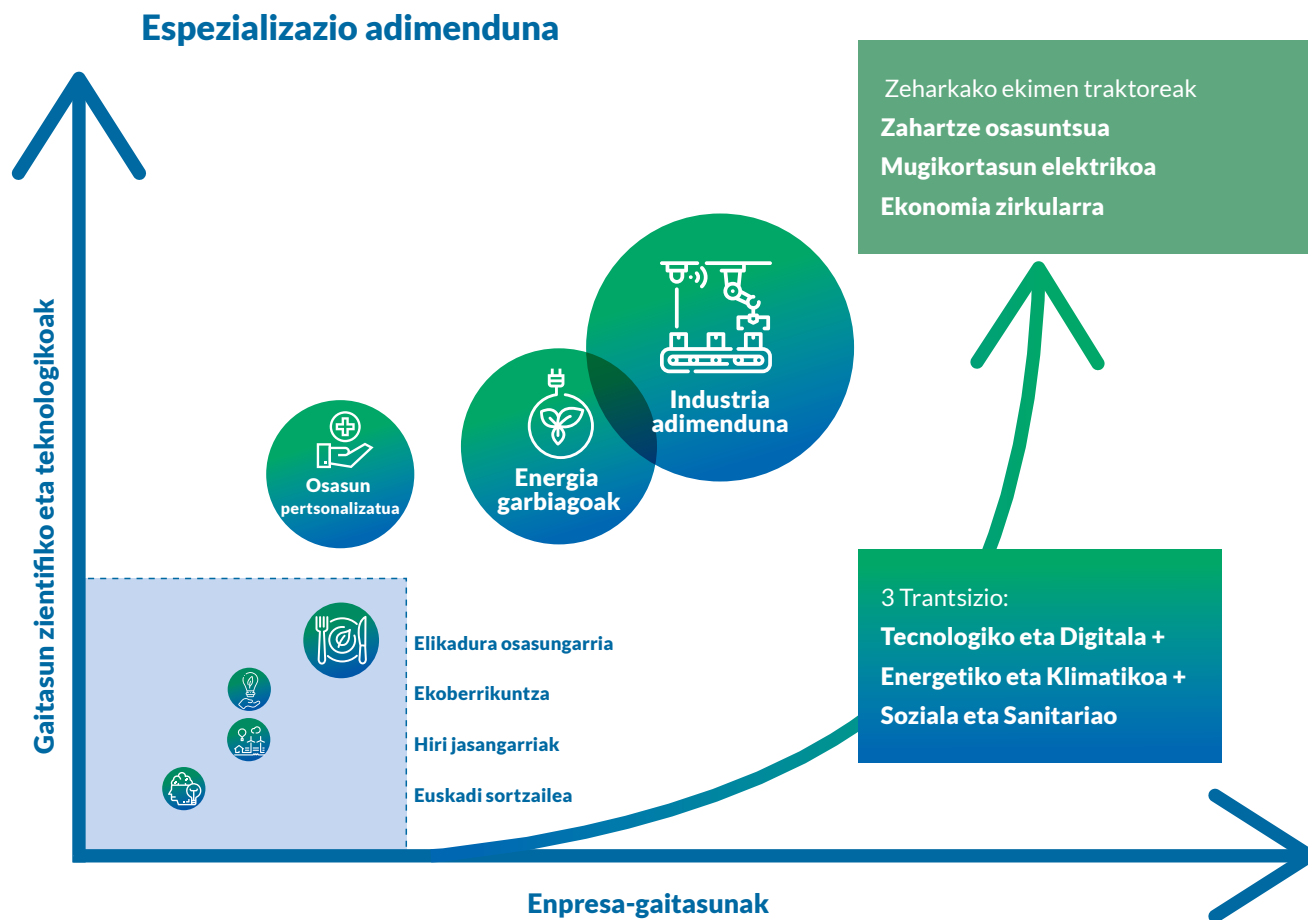 Espezializazio adimenduna
Zeharkako ekimen traktoreak
Zahartze osasuntsua
Mugikortasun elektrikoa
Ekonomia zirkularra
Gaitasun zientifiko eta teknologikoak
Industria
adimenduna
Energia
garbiagoak
Osasun
pertsonalizatua
3 Trantsizio:
Tecnologiko eta Digitala +
Energetiko eta Klimatikoa +
Soziala eta Sanitariao
Elikadura osasungarria
Ekoberrikuntza
Hiri jasangarriak
Euskadi sortzailea
Enpresa-gaitasunak